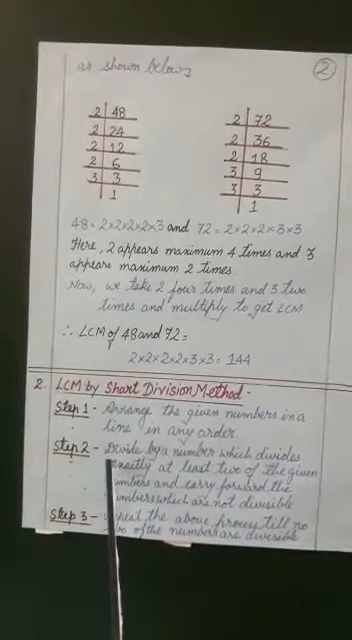 as shown below:
2
2 | 48
2 | 24
2 | 12
2 | 6
3 | 3
1
2 | 72
2 | 36
2 | 18
3 | 9
3 | 3
1
48 = 2×2×2×2×3 and 72 = 2×2×2×3×3
Here, 2 appears maximum 4 times and 3
appears maximum 2 times.
Now, we take 2 four times and 3 two
times and multiply to get LCM
∴ LCM of 48 and 72 =
2×2×2×2×3×3 = 144
2. LCM by Short Division Method -
Step 1 - Arrange the given numbers in a
line in any order
Step 2 - Divide by a number which divides
exactly at least two of the given
numbers and carry forward the
numbers which are not divisible
Step 3 - the above till no
of the numbers are divisible